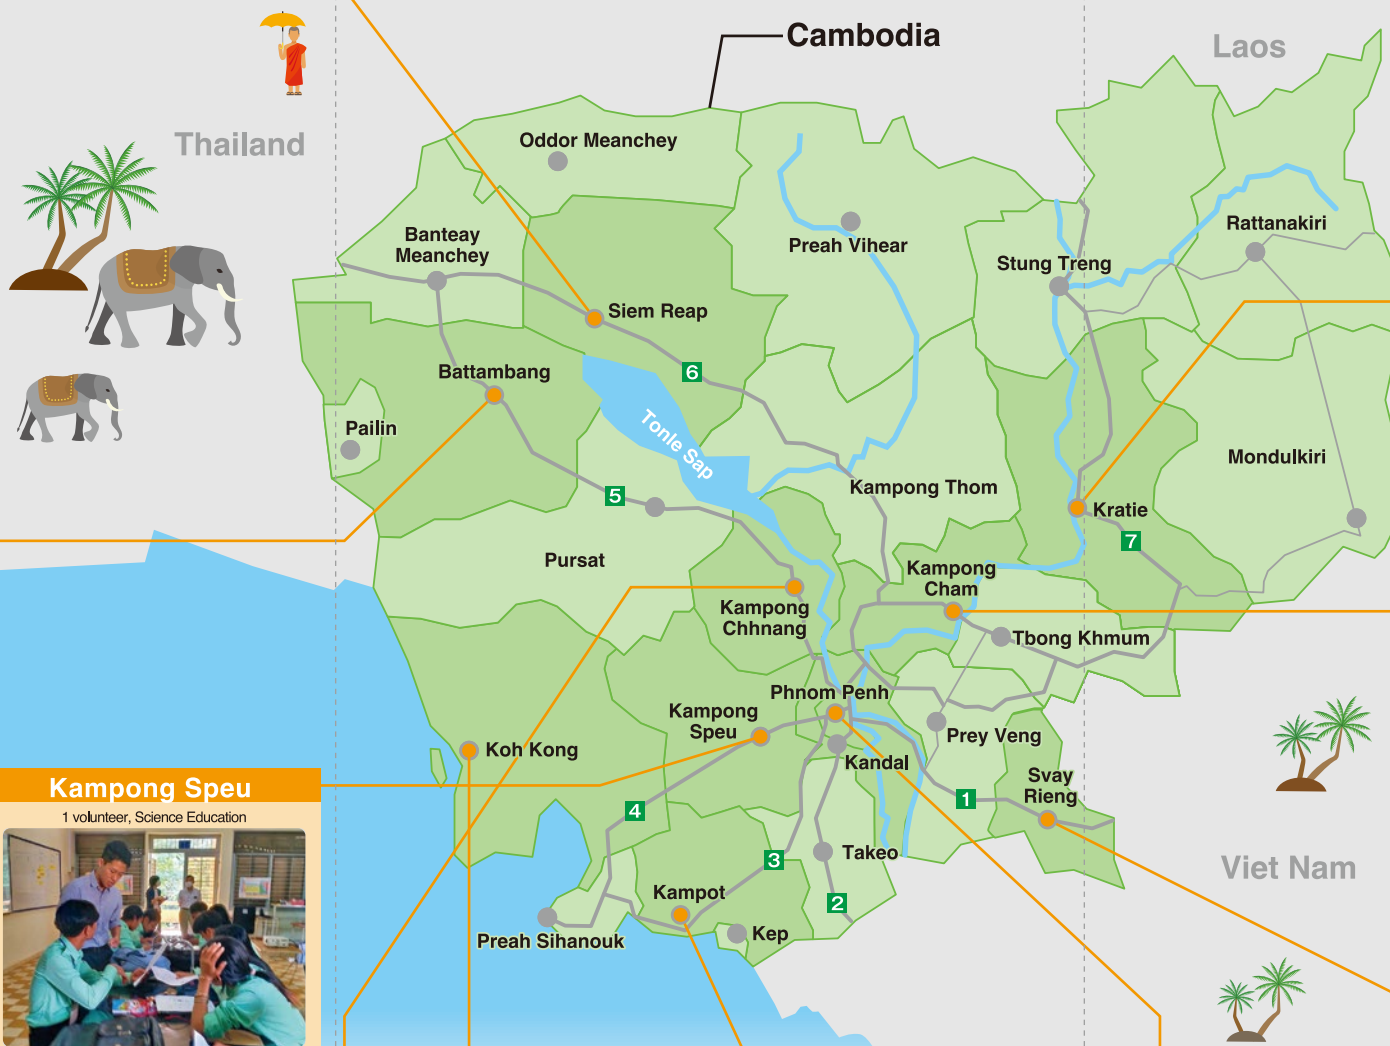 Cambodia
Laos
Thailand
Oddor Meanchey
Banteay
Meanchey
Preah Vihear
Rattanakiri
Stung Treng
Siem Reap
6
Battambang
Pailin
Tonle Sap
Mondulkiri
5
Kampong Thom
Kratie
7
Pursat
Kampong
Cham
Kampong
Chhnang
Tbong Khmum
Phnom Penh
Kampong
Speu
Prey Veng
Koh Kong
Kandal
Svay
Rieng
1
4
Kampong Speu
1 volunteer, Science Education
3
Takeo
Viet Nam
Kampot
2
Preah Sihanouk
Kep